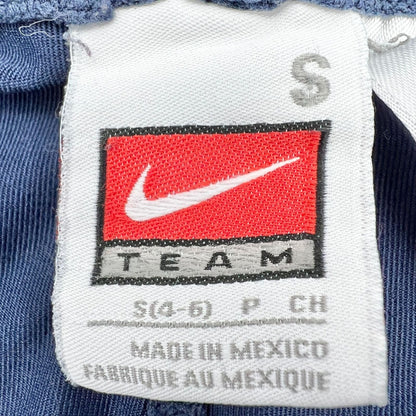 S
TEAM
S(4-6) P CH
MADE IN MEXICO
FABRIQUE AU MEXIQUE